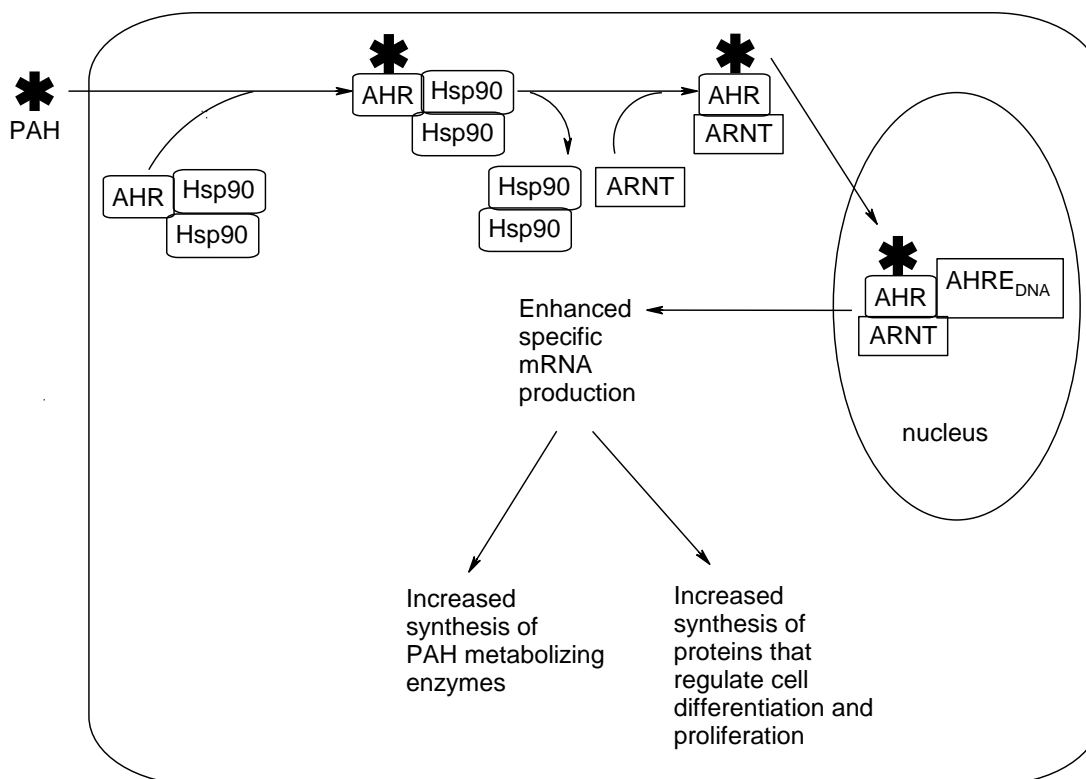 PAH
AHR
Hsp90
Hsp90
AHR
Hsp90
Hsp90
Hsp90
Hsp90
ARNT
AHR
ARNT
AHR
ARNT
AHREDNA
nucleus
Enhanced
specific
mRNA
production
Increased
synthesis of
PAH metabolizing
enzymes
Increased
synthesis of
proteins that
regulate cell
differentiation and
proliferation